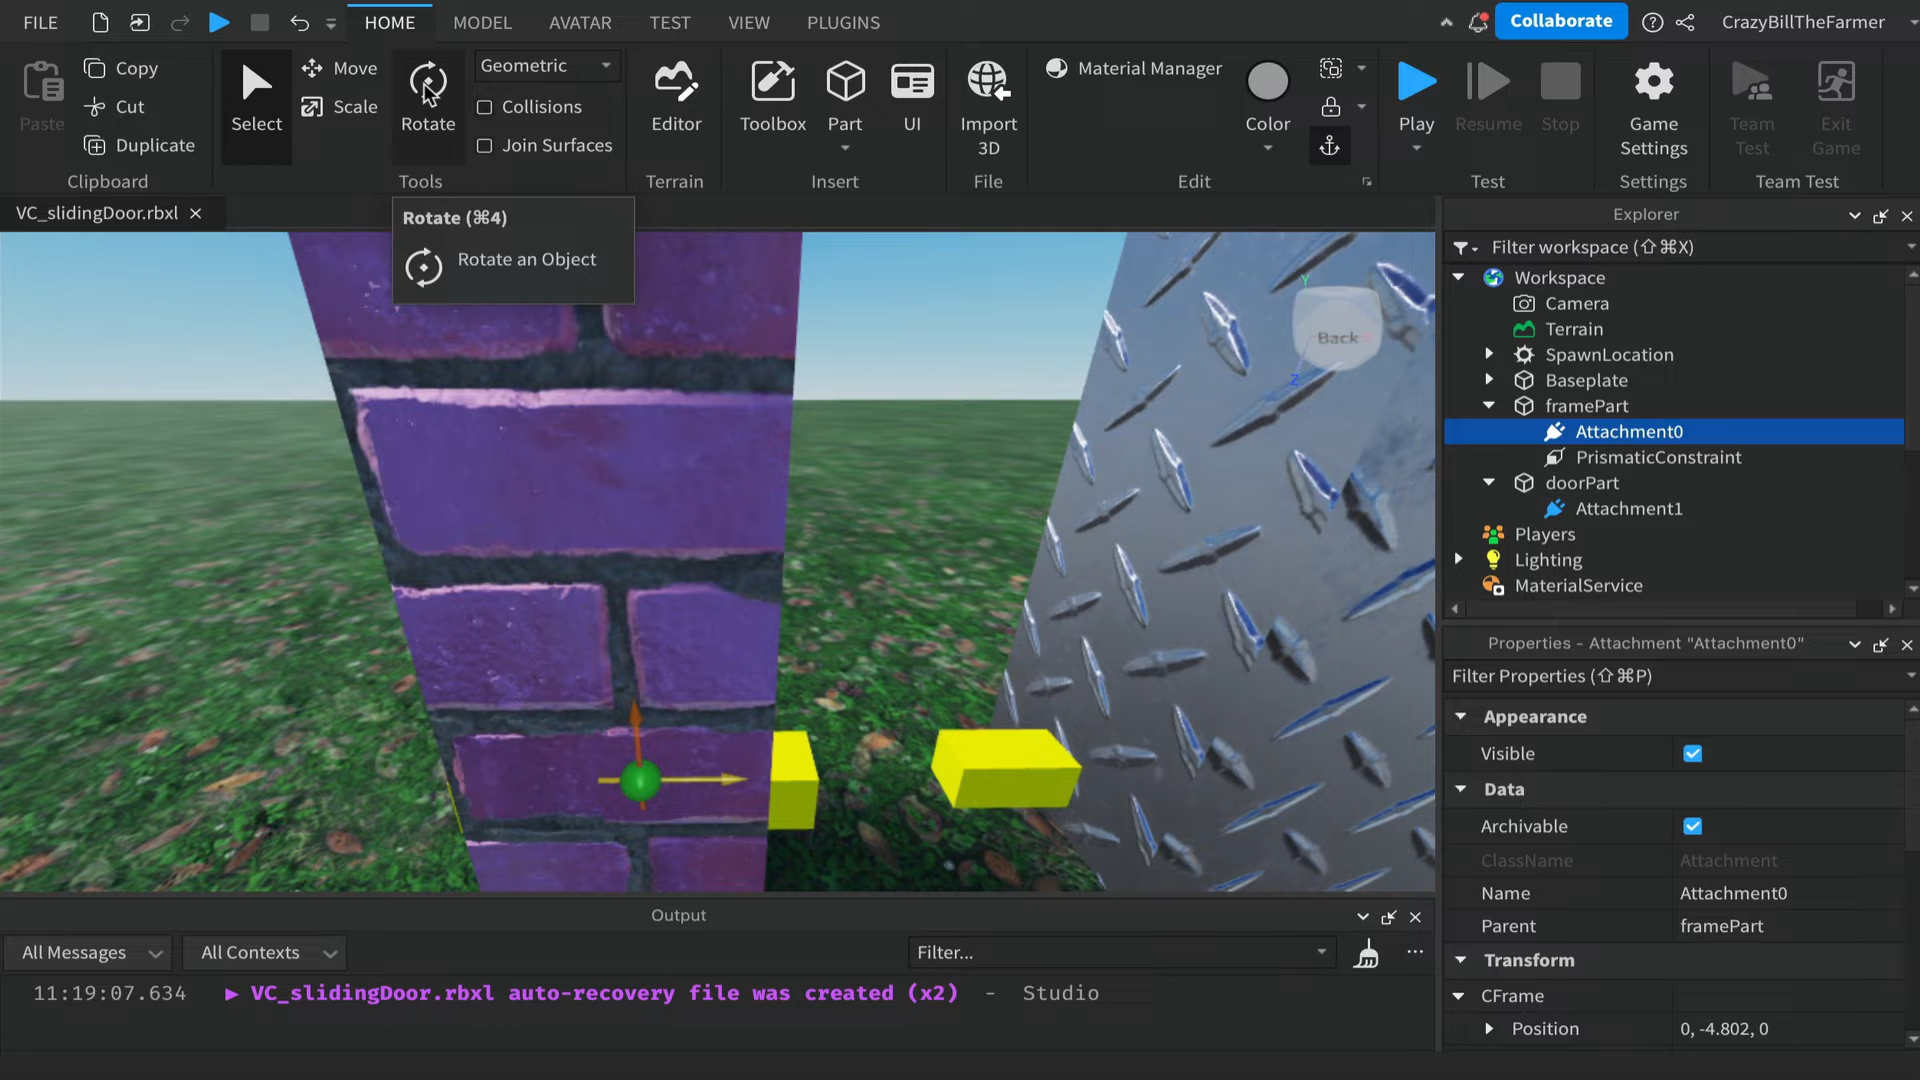 FILE
HOME
MODEL
AVATAR
TEST
VIEW
PLUGINS
Collaborate
CrazyBillTheFarmer
Paste
Copy
Cut
Duplicate
Clipboard
Select
Move
Scale
Rotate
Geometric
Collisions
Join Surfaces
Tools
Editor
Terrain
Toolbox
Part
UI
Insert
Import
3D
File
Material Manager
Color
Edit
Play
Resume
Stop
Test
Game
Settings
Settings
Team
Test
Exit
Game
Team Test
VC_slidingDoor.rbxl
Rotate (⌘4)
Rotate an Object
Y
Back
Z
Explorer
Filter workspace (⇧⌘X)
Workspace
Camera
Terrain
SpawnLocation
Baseplate
framePart
Attachment0
PrismaticConstraint
doorPart
Attachment1
Players
Lighting
MaterialService
Properties - Attachment "Attachment0"
Filter Properties (⇧⌘P)
Appearance
Visible
Data
Archivable
ClassName Attachment
Name Attachment0
Parent framePart
Transform
CFrame
Position 0, -4.802, 0
Output
All Messages
All Contexts
Filter...
11:19:07.634 ▶ VC_slidingDoor.rbxl auto-recovery file was created (x2) - Studio